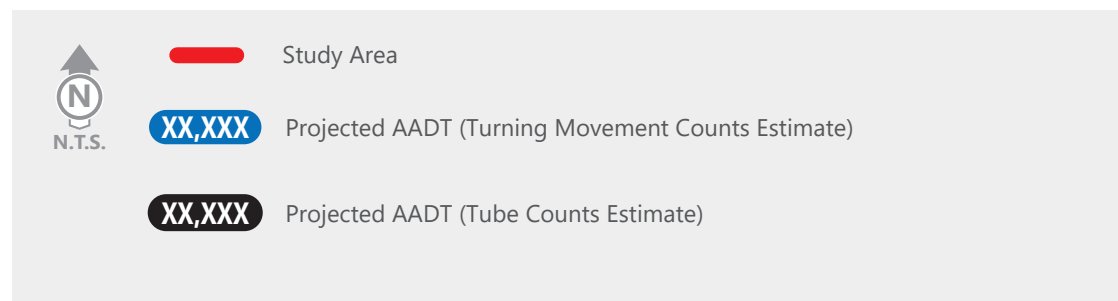 Study Area
N
XX,XXX Projected AADT (Turning Movement Counts Estimate)
N.T.S.
XX,XXX Projected AADT (Tube Counts Estimate)